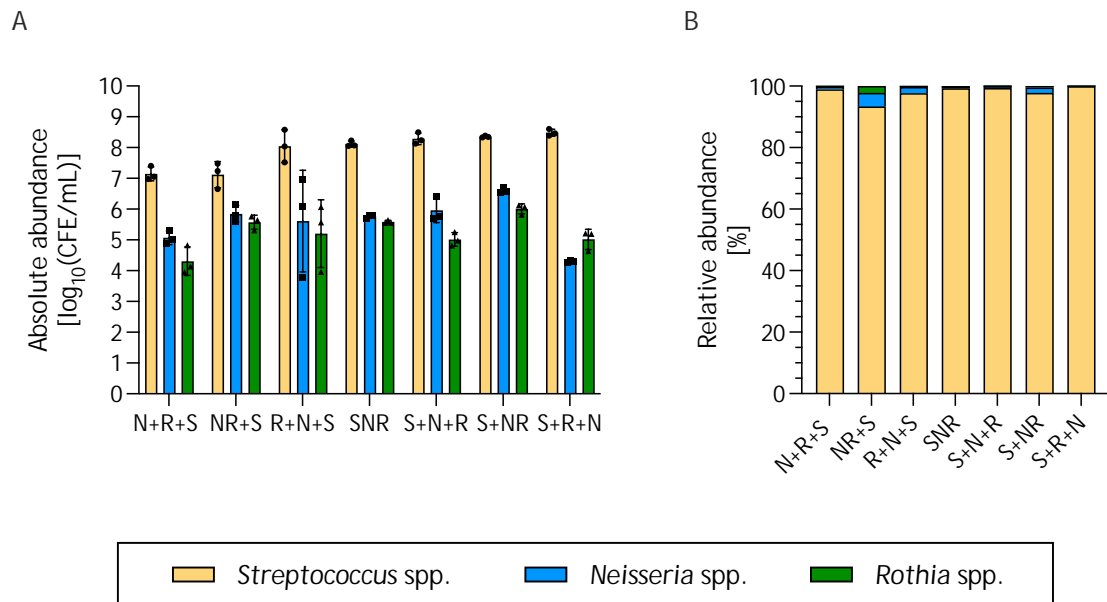 A
B
Absolute abundance
[log₁₀(CFE/mL)]
10
9
8
7
6
5
4
3
2
1
0
N+R+S NR+S R+N+S SNR S+N+R S+NR S+R+N
Relative abundance
[%]
100
80
60
40
20
0
N+R+S NR+S R+N+S SNR S+N+R S+NR S+R+N
Streptococcus spp. Neisseria spp. Rothia spp.